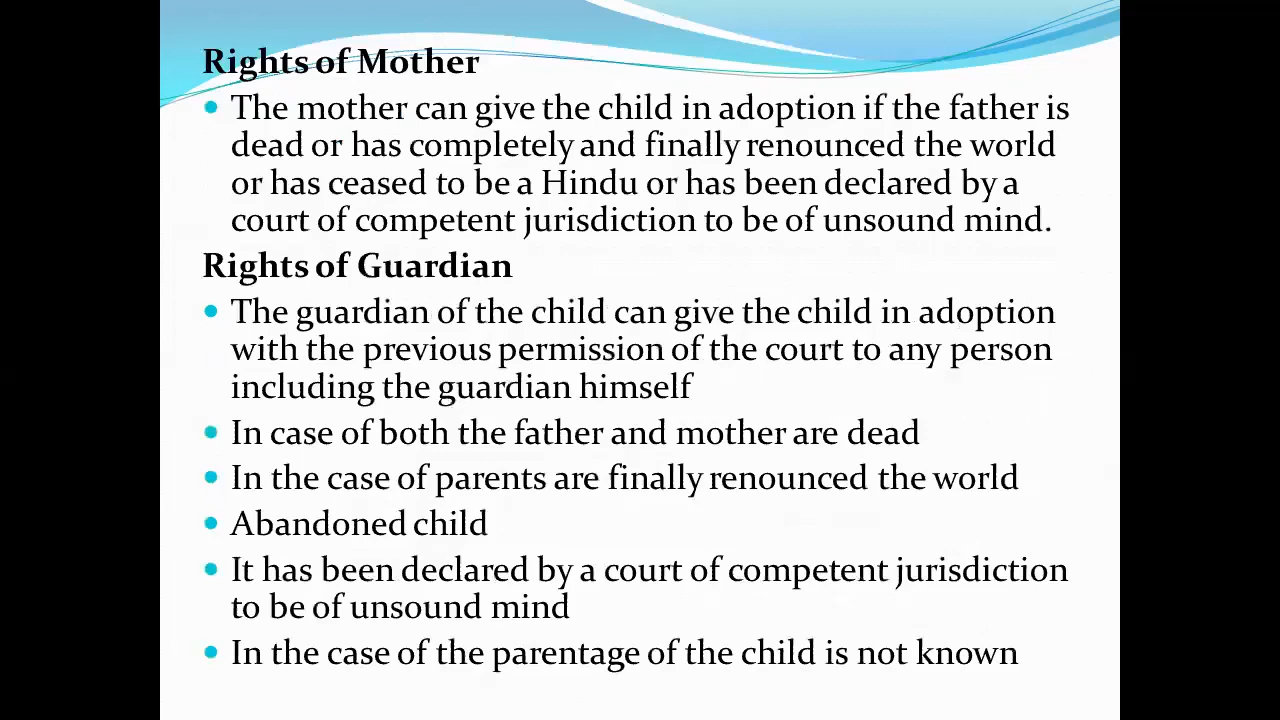 Rights of Mother
• The mother can give the child in adoption if the father is
dead or has completely and finally renounced the world
or has ceased to be a Hindu or has been declared by a
court of competent jurisdiction to be of unsound mind.
Rights of Guardian
• The guardian of the child can give the child in adoption
with the previous permission of the court to any person
including the guardian himself
• In case of both the father and mother are dead
• In the case of parents are finally renounced the world
• Abandoned child
• It has been declared by a court of competent jurisdiction
to be of unsound mind
• In the case of the parentage of the child is not known